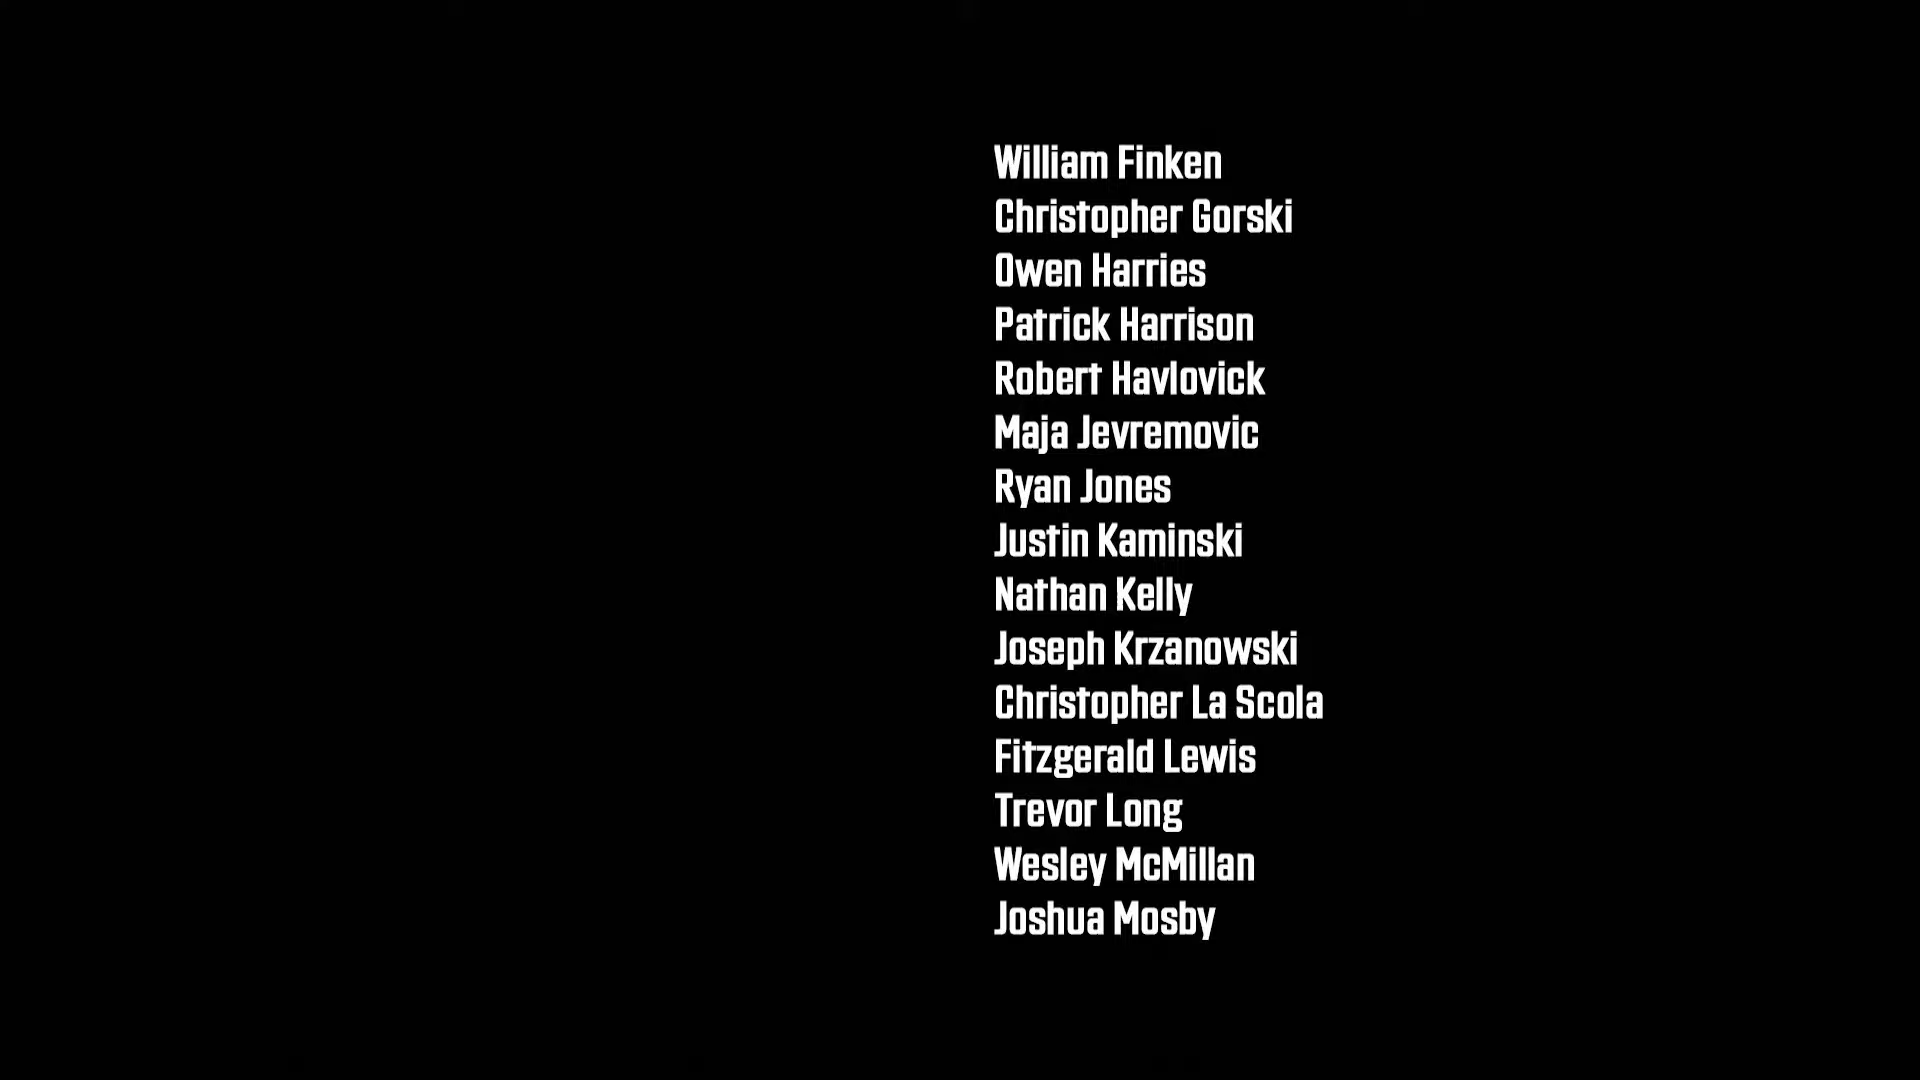 William Finken
Christopher Gorski
Owen Harries
Patrick Harrison
Robert Havlovick
Maja Jevremovic
Ryan Jones
Justin Kaminski
Nathan Kelly
Joseph Krzanowski
Christopher La Scola
Fitzgerald Lewis
Trevor Long
Wesley McMillan
Joshua Mosby